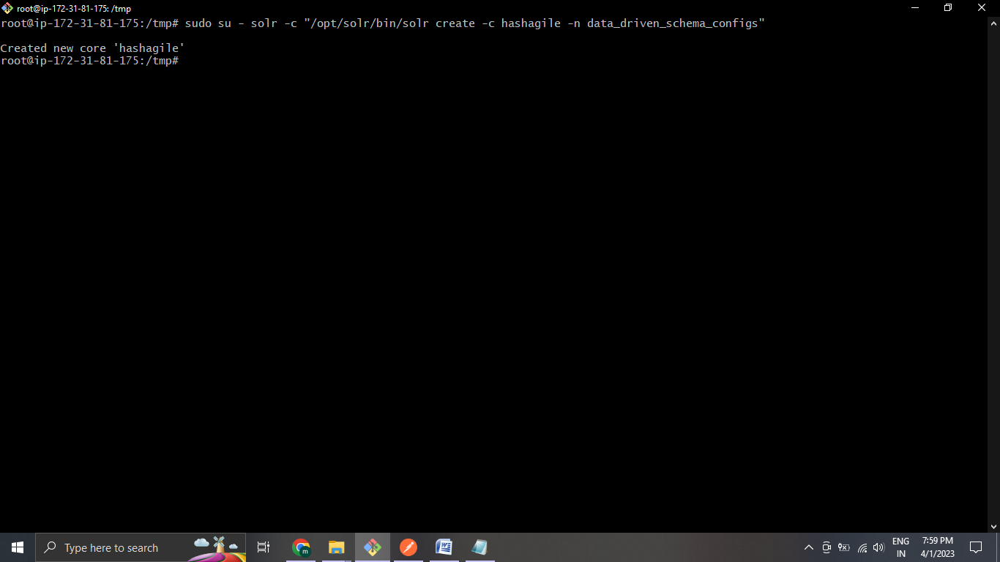 root@ip-172-31-81-175: /tmp
root@ip-172-31-81-175:/tmp# sudo su - solr -c "/opt/solr/bin/solr create -c hashagile -n data_driven_schema_configs"
Created new core 'hashagile'
root@ip-172-31-81-175:/tmp#
Type here to search
m
ENG
IN
7:59 PM
4/1/2023